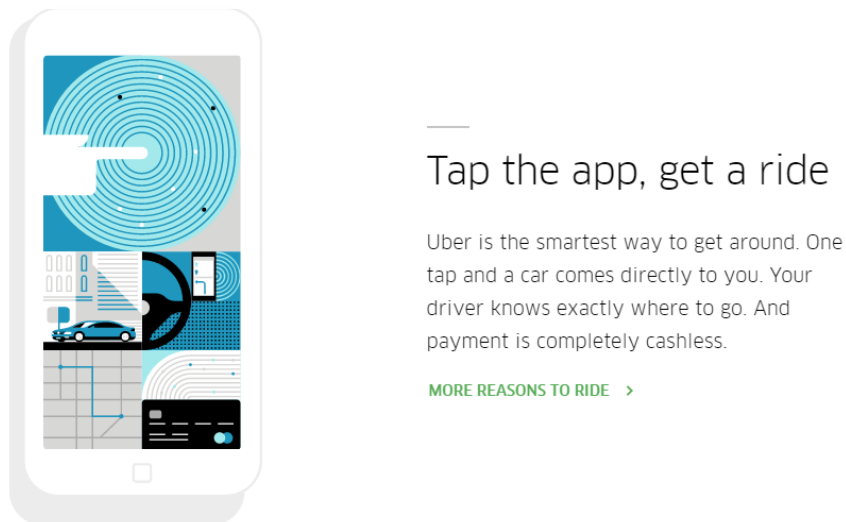 Tap the app, get a ride
Uber is the smartest way to get around. One
tap and a car comes directly to you. Your
driver knows exactly where to go. And
payment is completely cashless.
MORE REASONS TO RIDE >